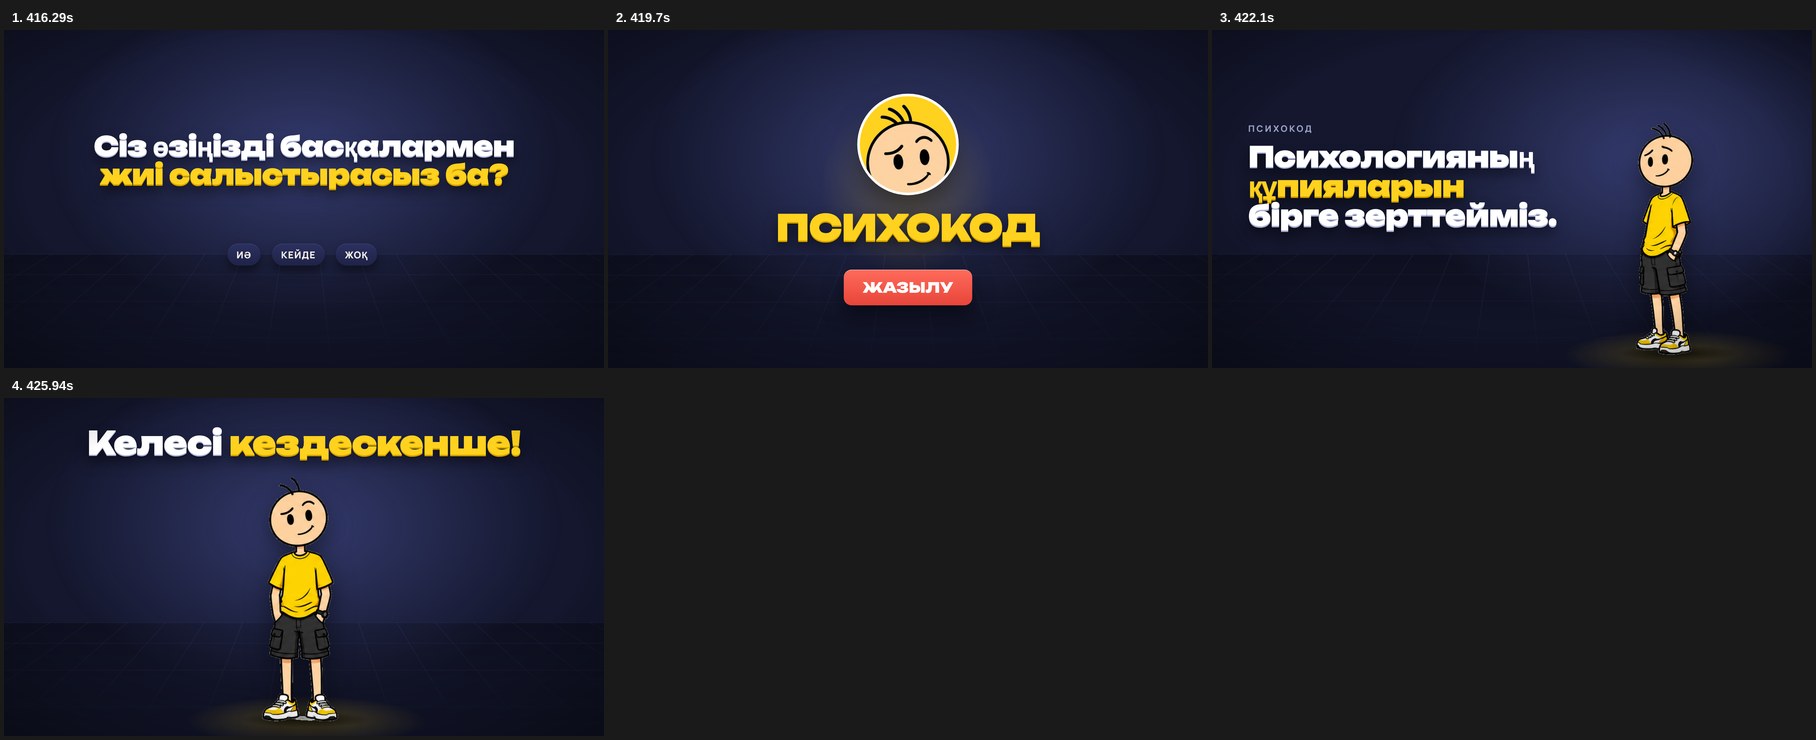 1. 416.29s
Сіз өзіңізді басқалармен
жиі салыстырасыз ба?
ИӘ
КЕЙДЕ
ЖОҚ
2. 419.7s
ПСИХОКОД
ЖАЗЫЛУ
3. 422.1s
ПСИХОКОД
Психологияның
құпияларын
бірге зерттейміз.
4. 425.94s
Келесі кездескенше!